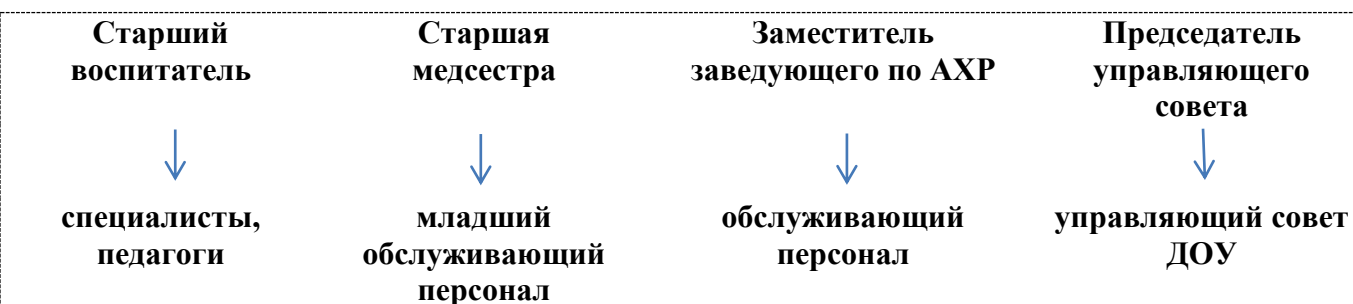 Старший
воспитатель
Старшая
медсестра
Заместитель
заведующего по АХР
Председатель
управляющего
совета
специалисты,
педагоги
младший
обслуживающий
персонал
обслуживающий
персонал
управляющий совет
ДОУ